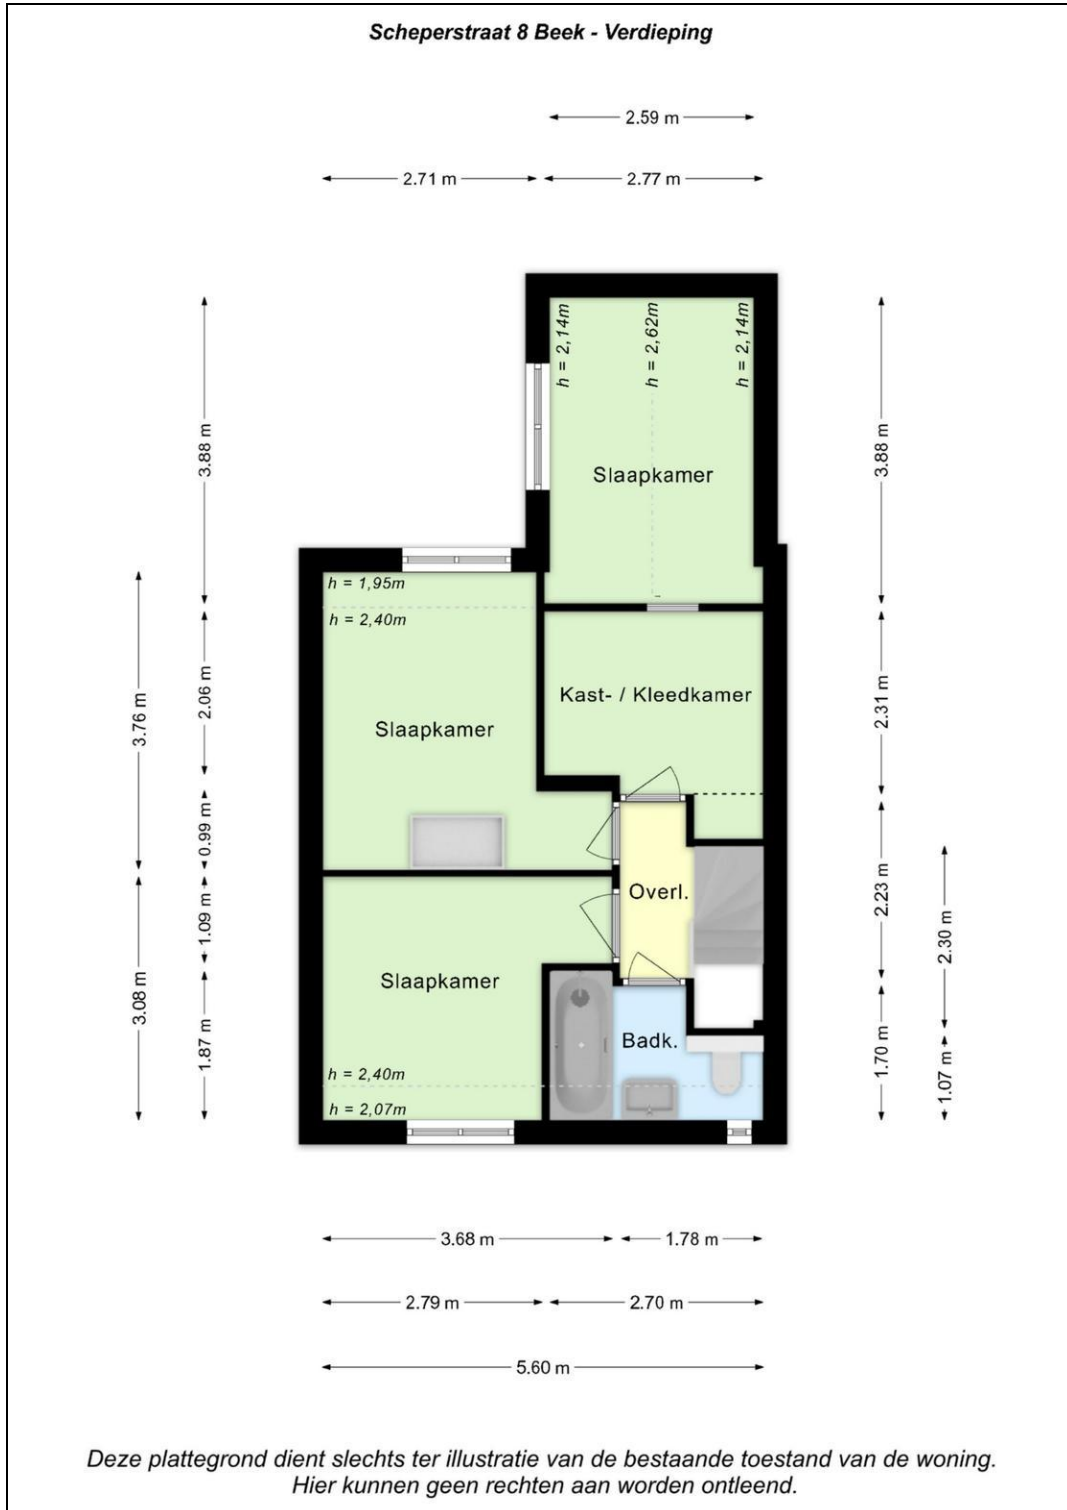 Scheperstraat 8 Beek - Verdieping
2.59 m
2.71 m
2.77 m
h = 2,14m
h = 2,62m
h = 2,14m
3.88 m
3.88 m
Slaapkamer
h = 1,95m
h = 2,40m
Kast- / Kleedkamer
Slaapkamer
3.76 m
2.06 m
2.31 m
0.99 m
Overl.
2.23 m
1.09 m
2.30 m
Slaapkamer
3.08 m
1.87 m
Badk.
1.70 m
1.07 m
h = 2,40m
h = 2,07m
3.68 m
1.78 m
2.79 m
2.70 m
5.60 m
Deze plattegrond dient slechts ter illustratie van de bestaande toestand van de woning.
Hier kunnen geen rechten aan worden ontleend.